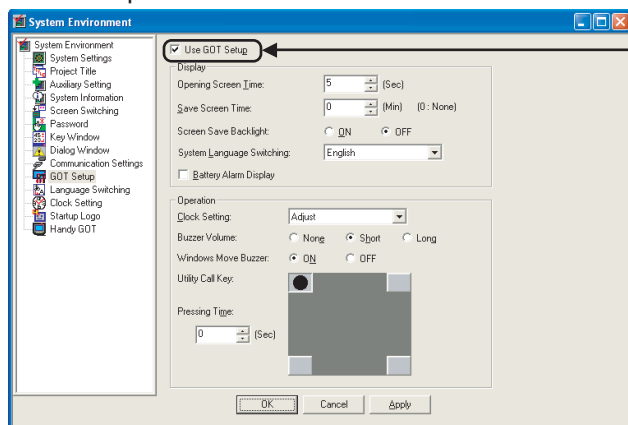 System Environment
System Environment
System Settings
Project Title
Auxiliary Setting
System Information
Screen Switching
Password
Key Window
Dialog Window
Communication Settings
GOT Setup
Language Switching
Clock Setting
Startup Logo
Handy GOT
Use GOT Setup
Display
Opening Screen Time: 5 (Sec)
Save Screen Time: 0 (Min) (0 : None)
Screen Save Backlight: ON OFF
System Language Switching: English
Battery Alarm Display
Operation
Clock Setting: Adjust
Buzzer Volume: None Short Long
Windows Move Buzzer: ON OFF
Utility Call Key:
Pressing Time:
0 (Sec)
OK Cancel Apply